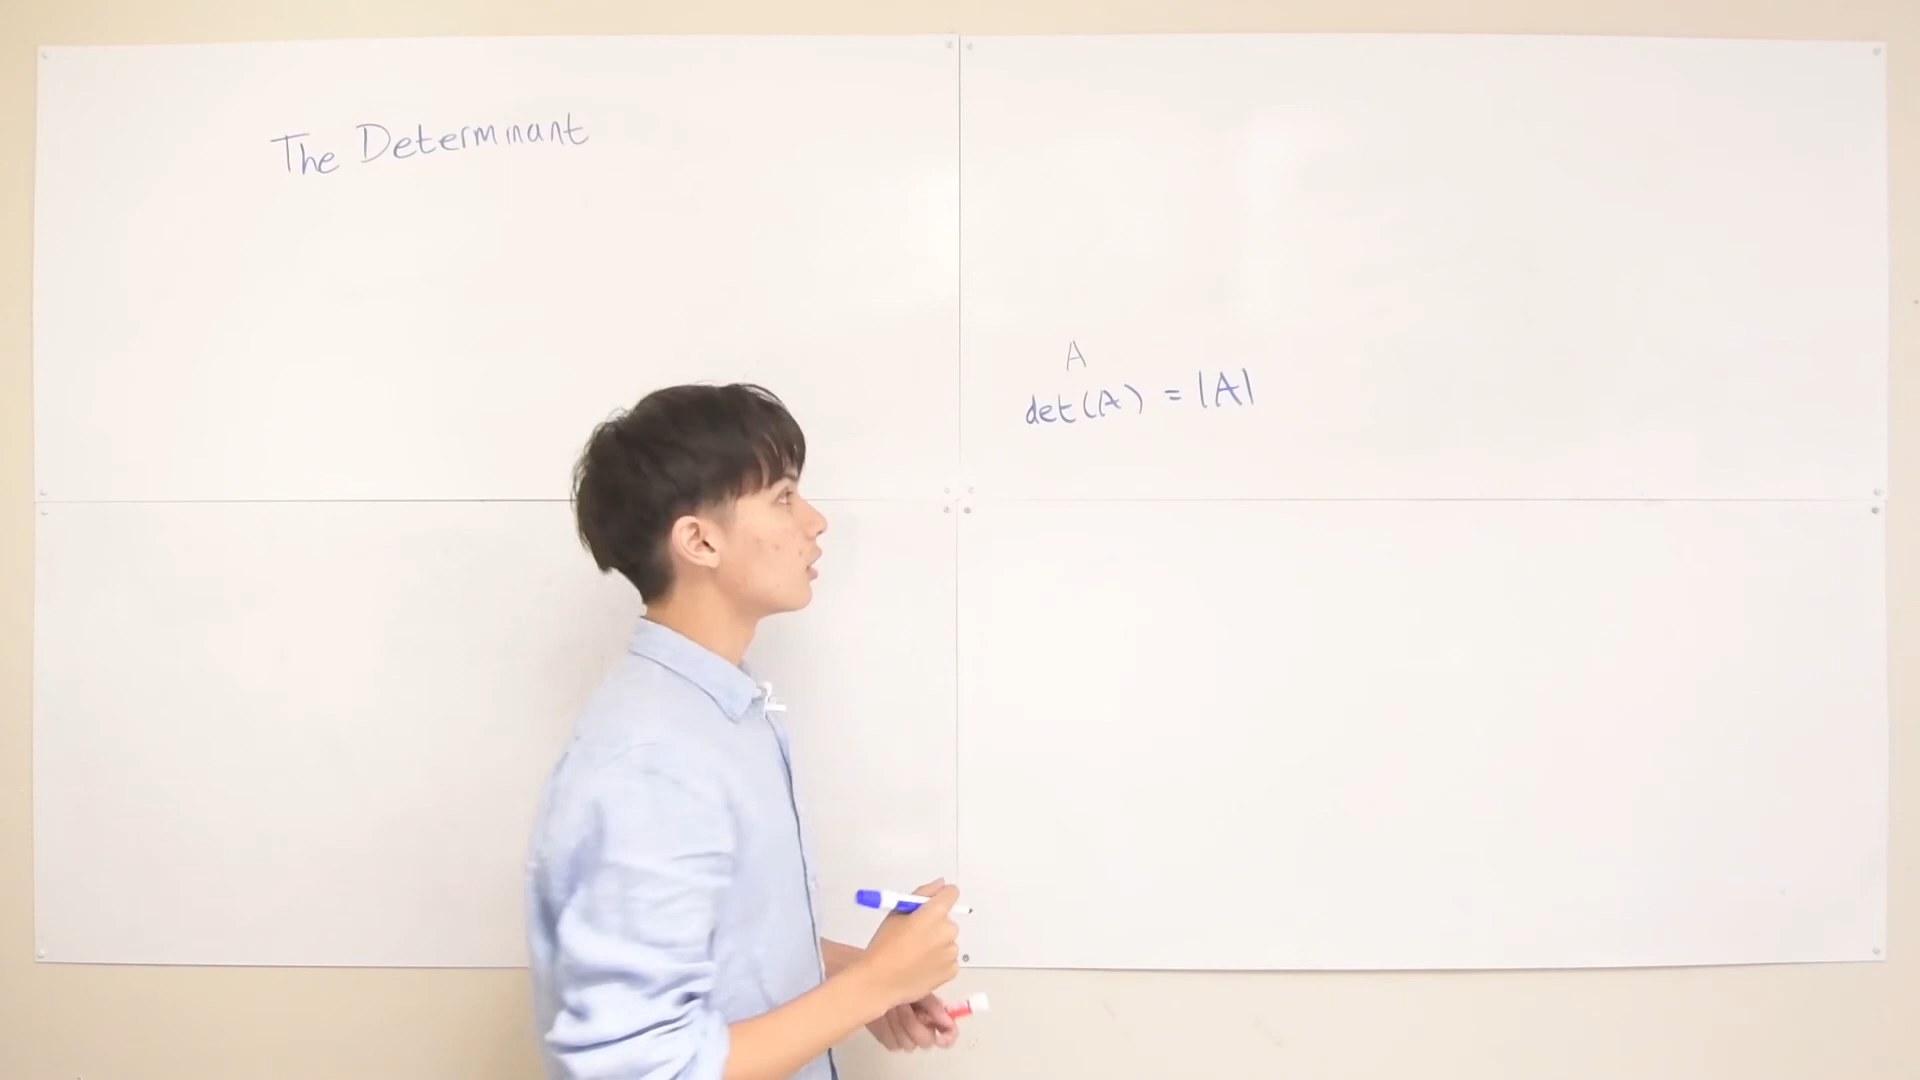 The Determinant
A
det(A) = |A|